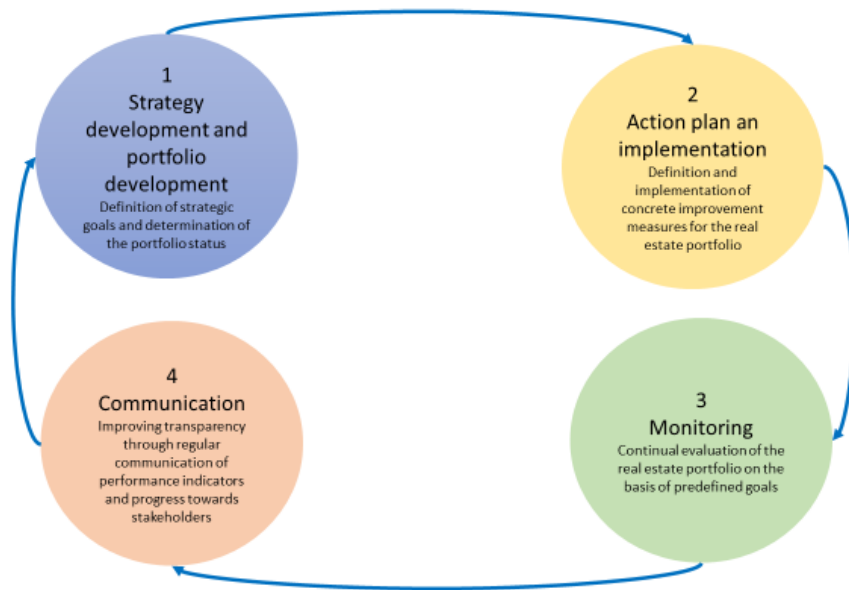 1
Strategy
development and
portfolio
development
Definition of strategic
goals and determination of
the portfolio status
2
Action plan an
implementation
Definition and
implementation of
concrete improvement
measures for the real
estate portfolio
3
Monitoring
Continual evaluation of the
real estate portfolio on the
basis of predefined goals
4
Communication
Improving transparency
through regular
communication of
performance indicators
and progress towards
stakeholders